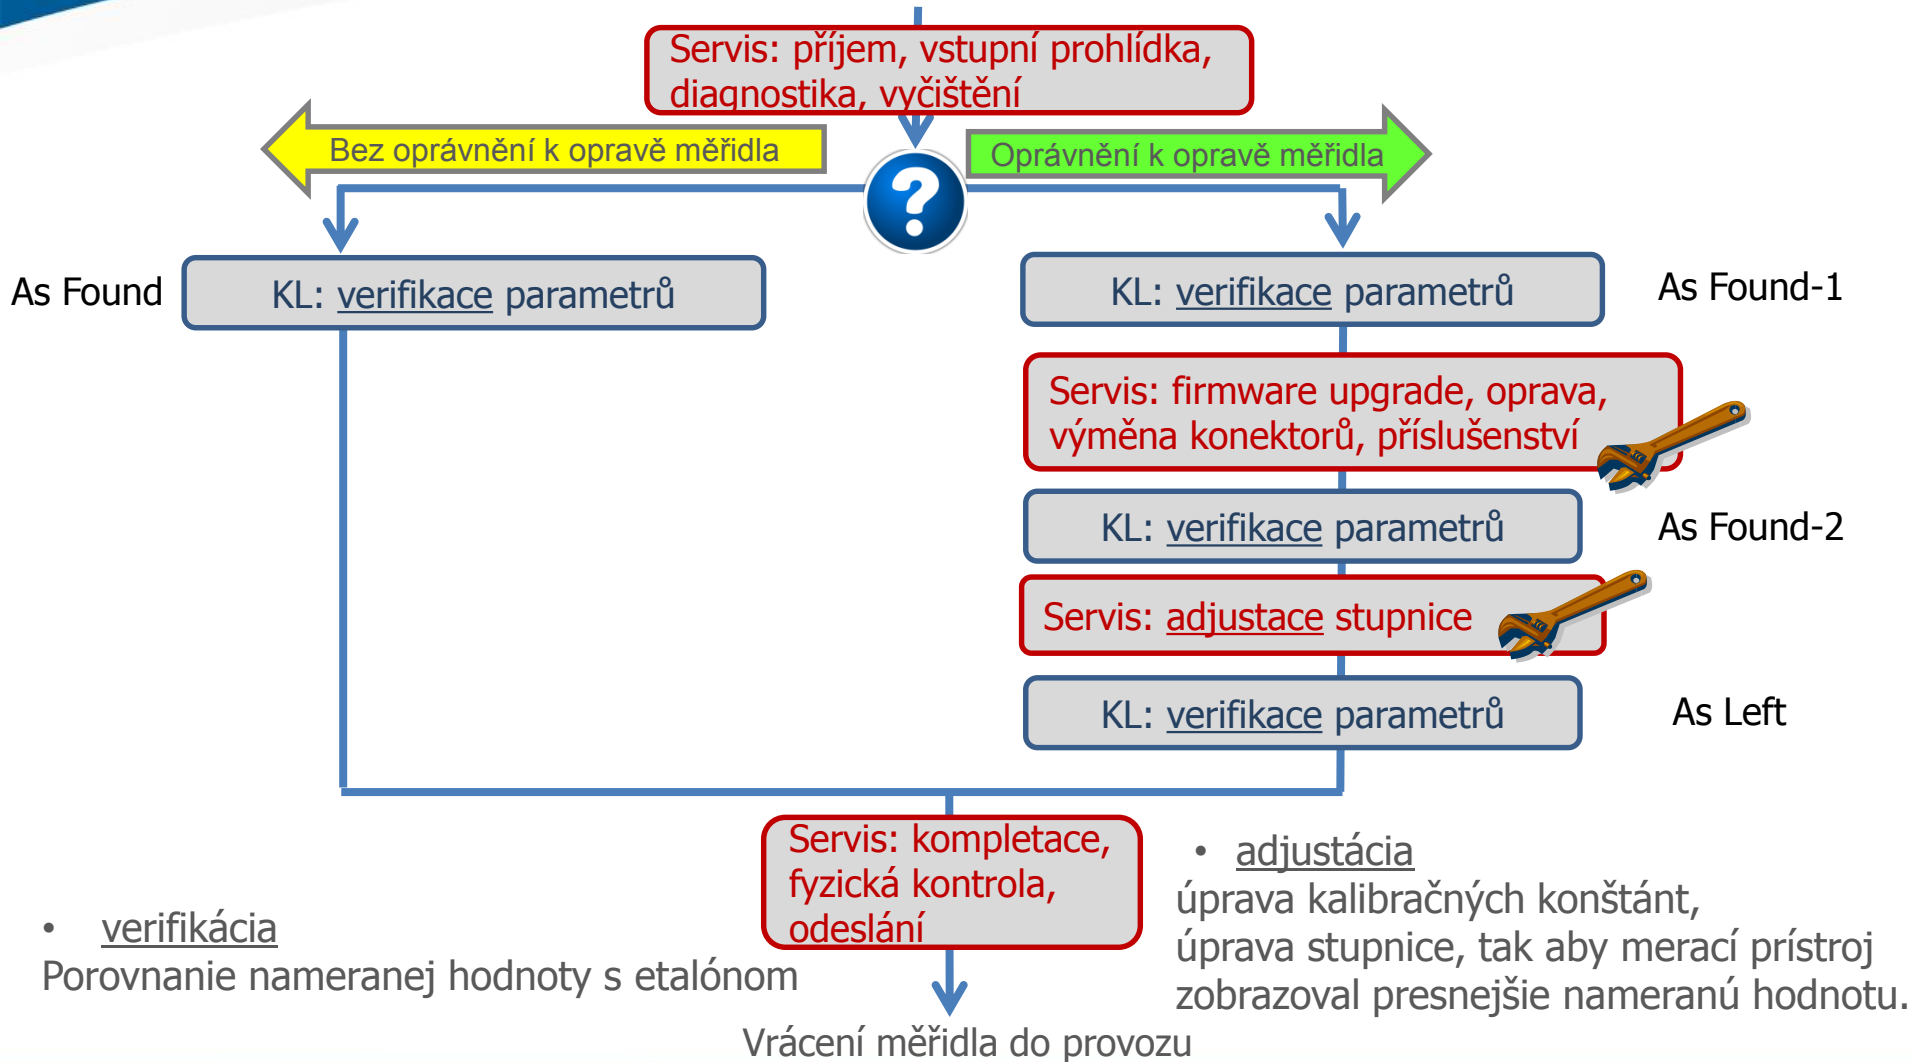 Servis: příjem, vstupní prohlídka,
diagnostika, vyčištění
Bez oprávnění k opravě měřidla
Oprávnění k opravě měřidla
?
As Found
KL: verifikace parametrů
KL: verifikace parametrů
As Found-1
Servis: firmware upgrade, oprava,
výměna konektorů, příslušenství
KL: verifikace parametrů
As Found-2
Servis: adjustace stupnice
KL: verifikace parametrů
As Left
Servis: kompletace,
fyzická kontrola,
odeslání
• adjustácia
úprava kalibračných konštánt,
úprava stupnice, tak aby merací prístroj
zobrazoval presnejšie nameranú hodnotu.
• verifikácia
Porovnanie nameranej hodnoty s etalónom
Vrácení měřidla do provozu